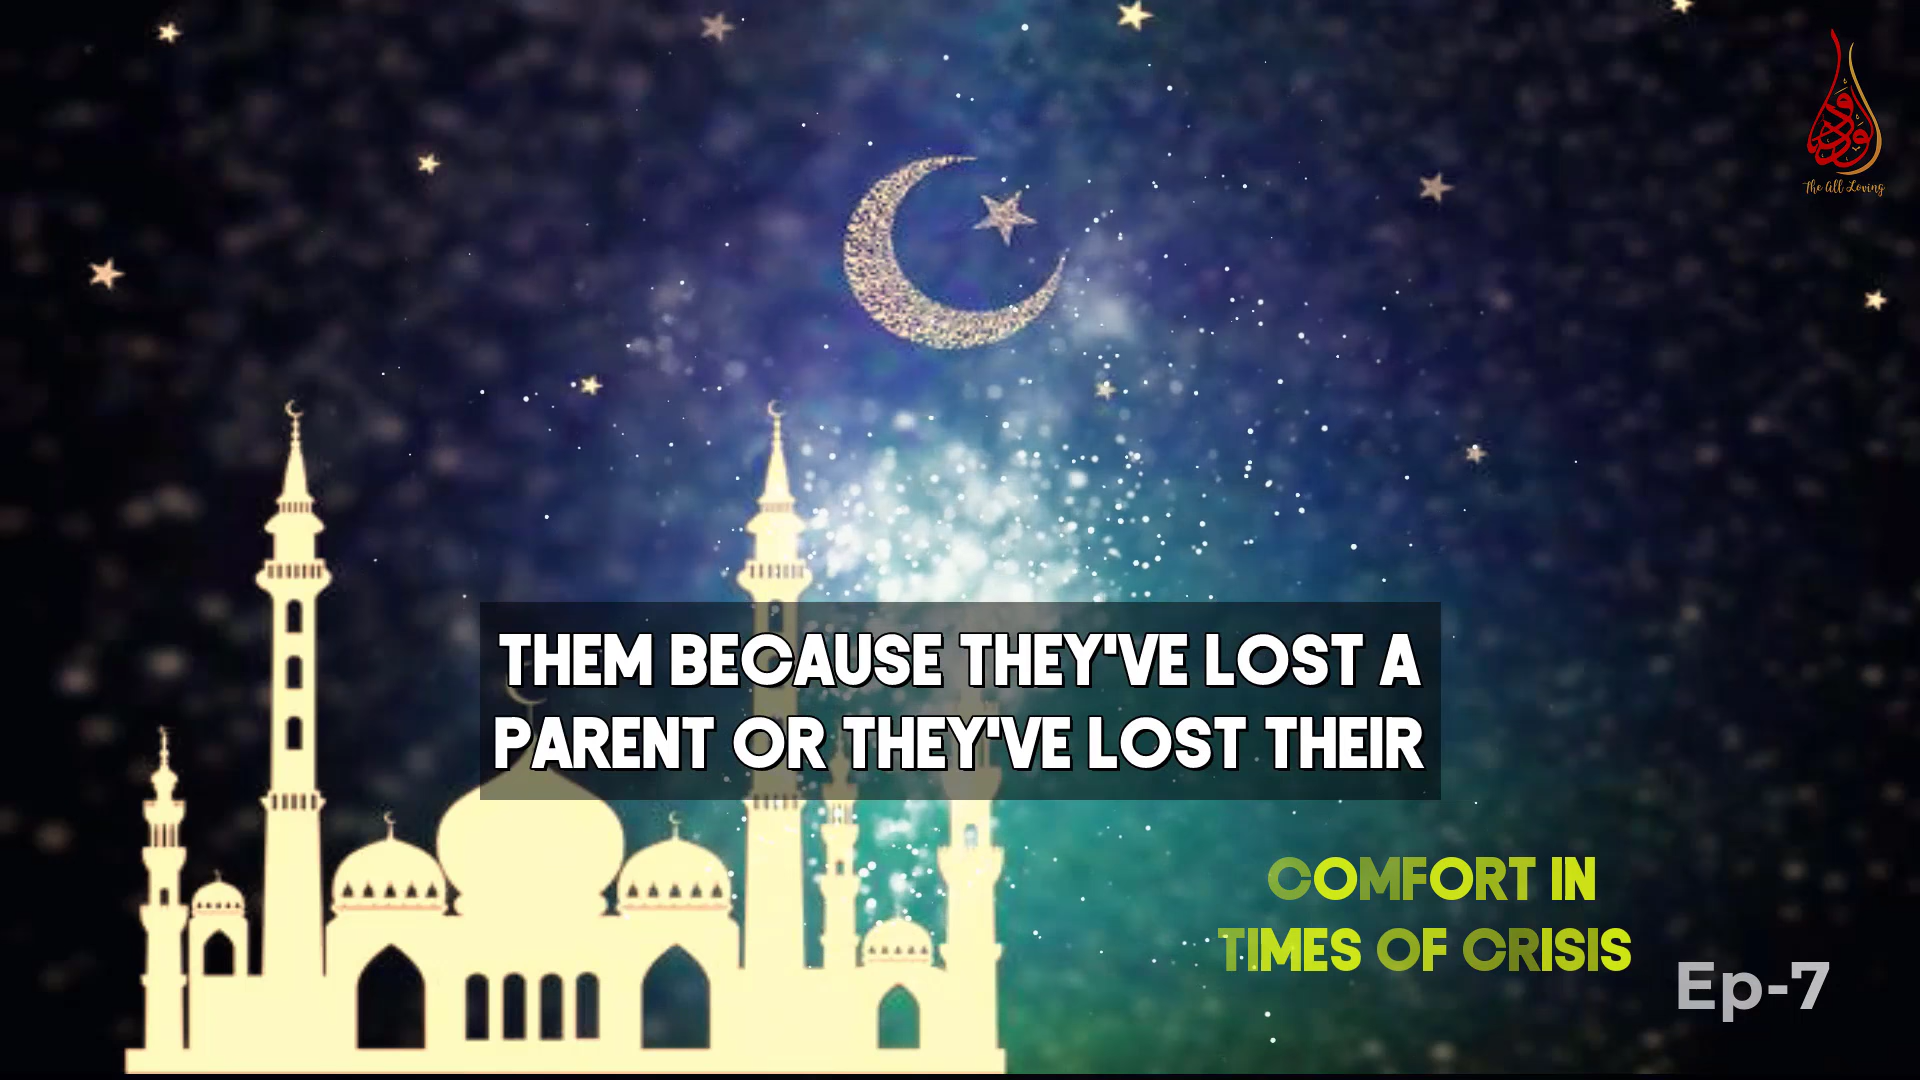 الودود
The All Loving
THEM BECAUSE THEY'VE LOST A
PARENT OR THEY'VE LOST THEIR
COMFORT IN
TIMES OF CRISIS
Ep-7